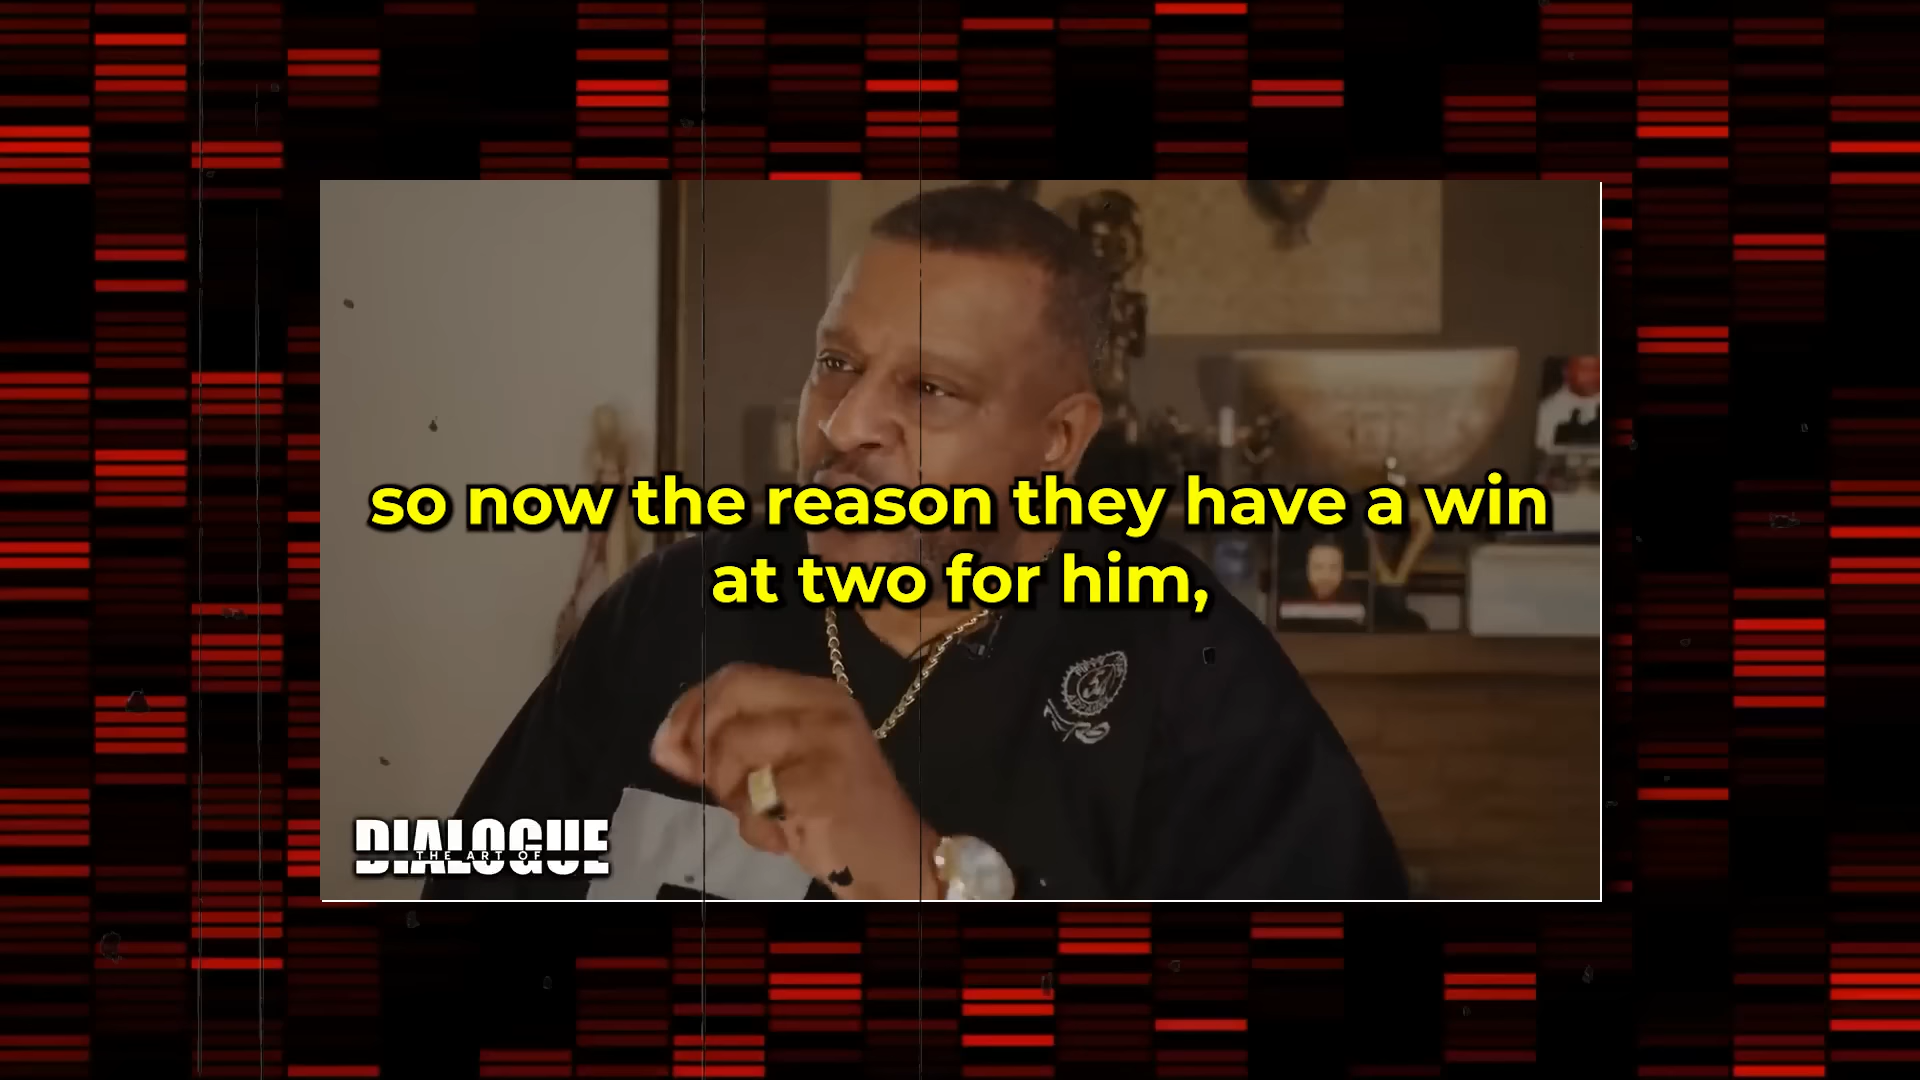 so now the reason they have a win
at two for him,
DIALOGUE
THE ART OF